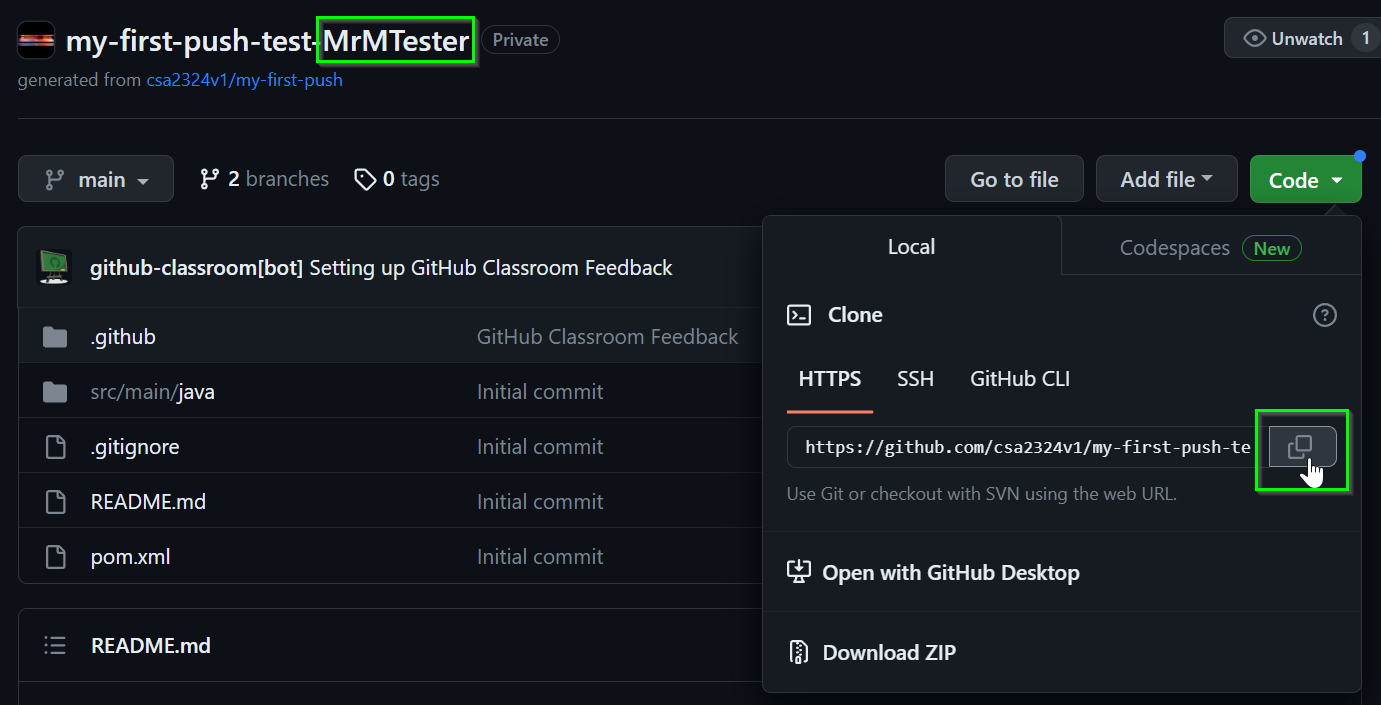 my-first-push-test-MrMTester Private Unwatch 1
generated from csa2324v1/my-first-push
main 2 branches 0 tags Go to file Add file Code
github-classroom[bot] Setting up GitHub Classroom Feedback
.github GitHub Classroom Feedback
src/main/java Initial commit
.gitignore Initial commit
README.md Initial commit
pom.xml Initial commit
README.md
Local Codespaces New
Clone
HTTPS SSH GitHub CLI
https://github.com/csa2324v1/my-first-push-te
Use Git or checkout with SVN using the web URL.
Open with GitHub Desktop
Download ZIP